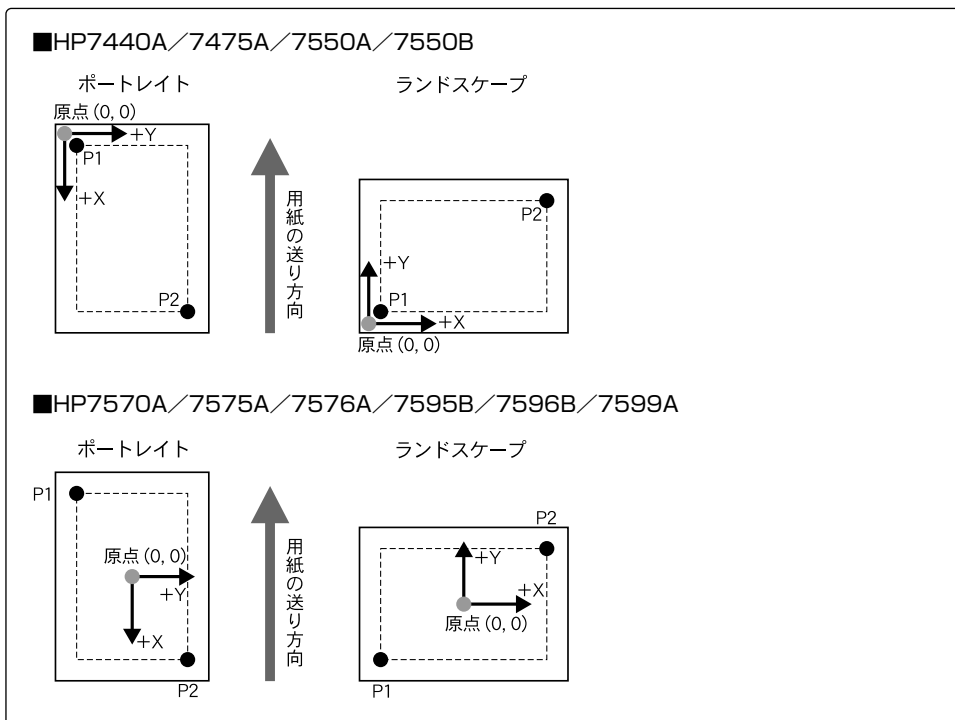 ■HP7440A／7475A／7550A／7550B
ポートレイト
原点(0, 0)
+Y
P1
+X
P2
用紙の送り方向
ランドスケープ
P2
+Y
P1
+X
原点(0, 0)
■HP7570A／7575A／7576A／7595B／7596B／7599A
ポートレイト
P1
原点(0, 0)
+Y
+X
P2
用紙の送り方向
ランドスケープ
P2
+Y
+X
原点(0, 0)
P1